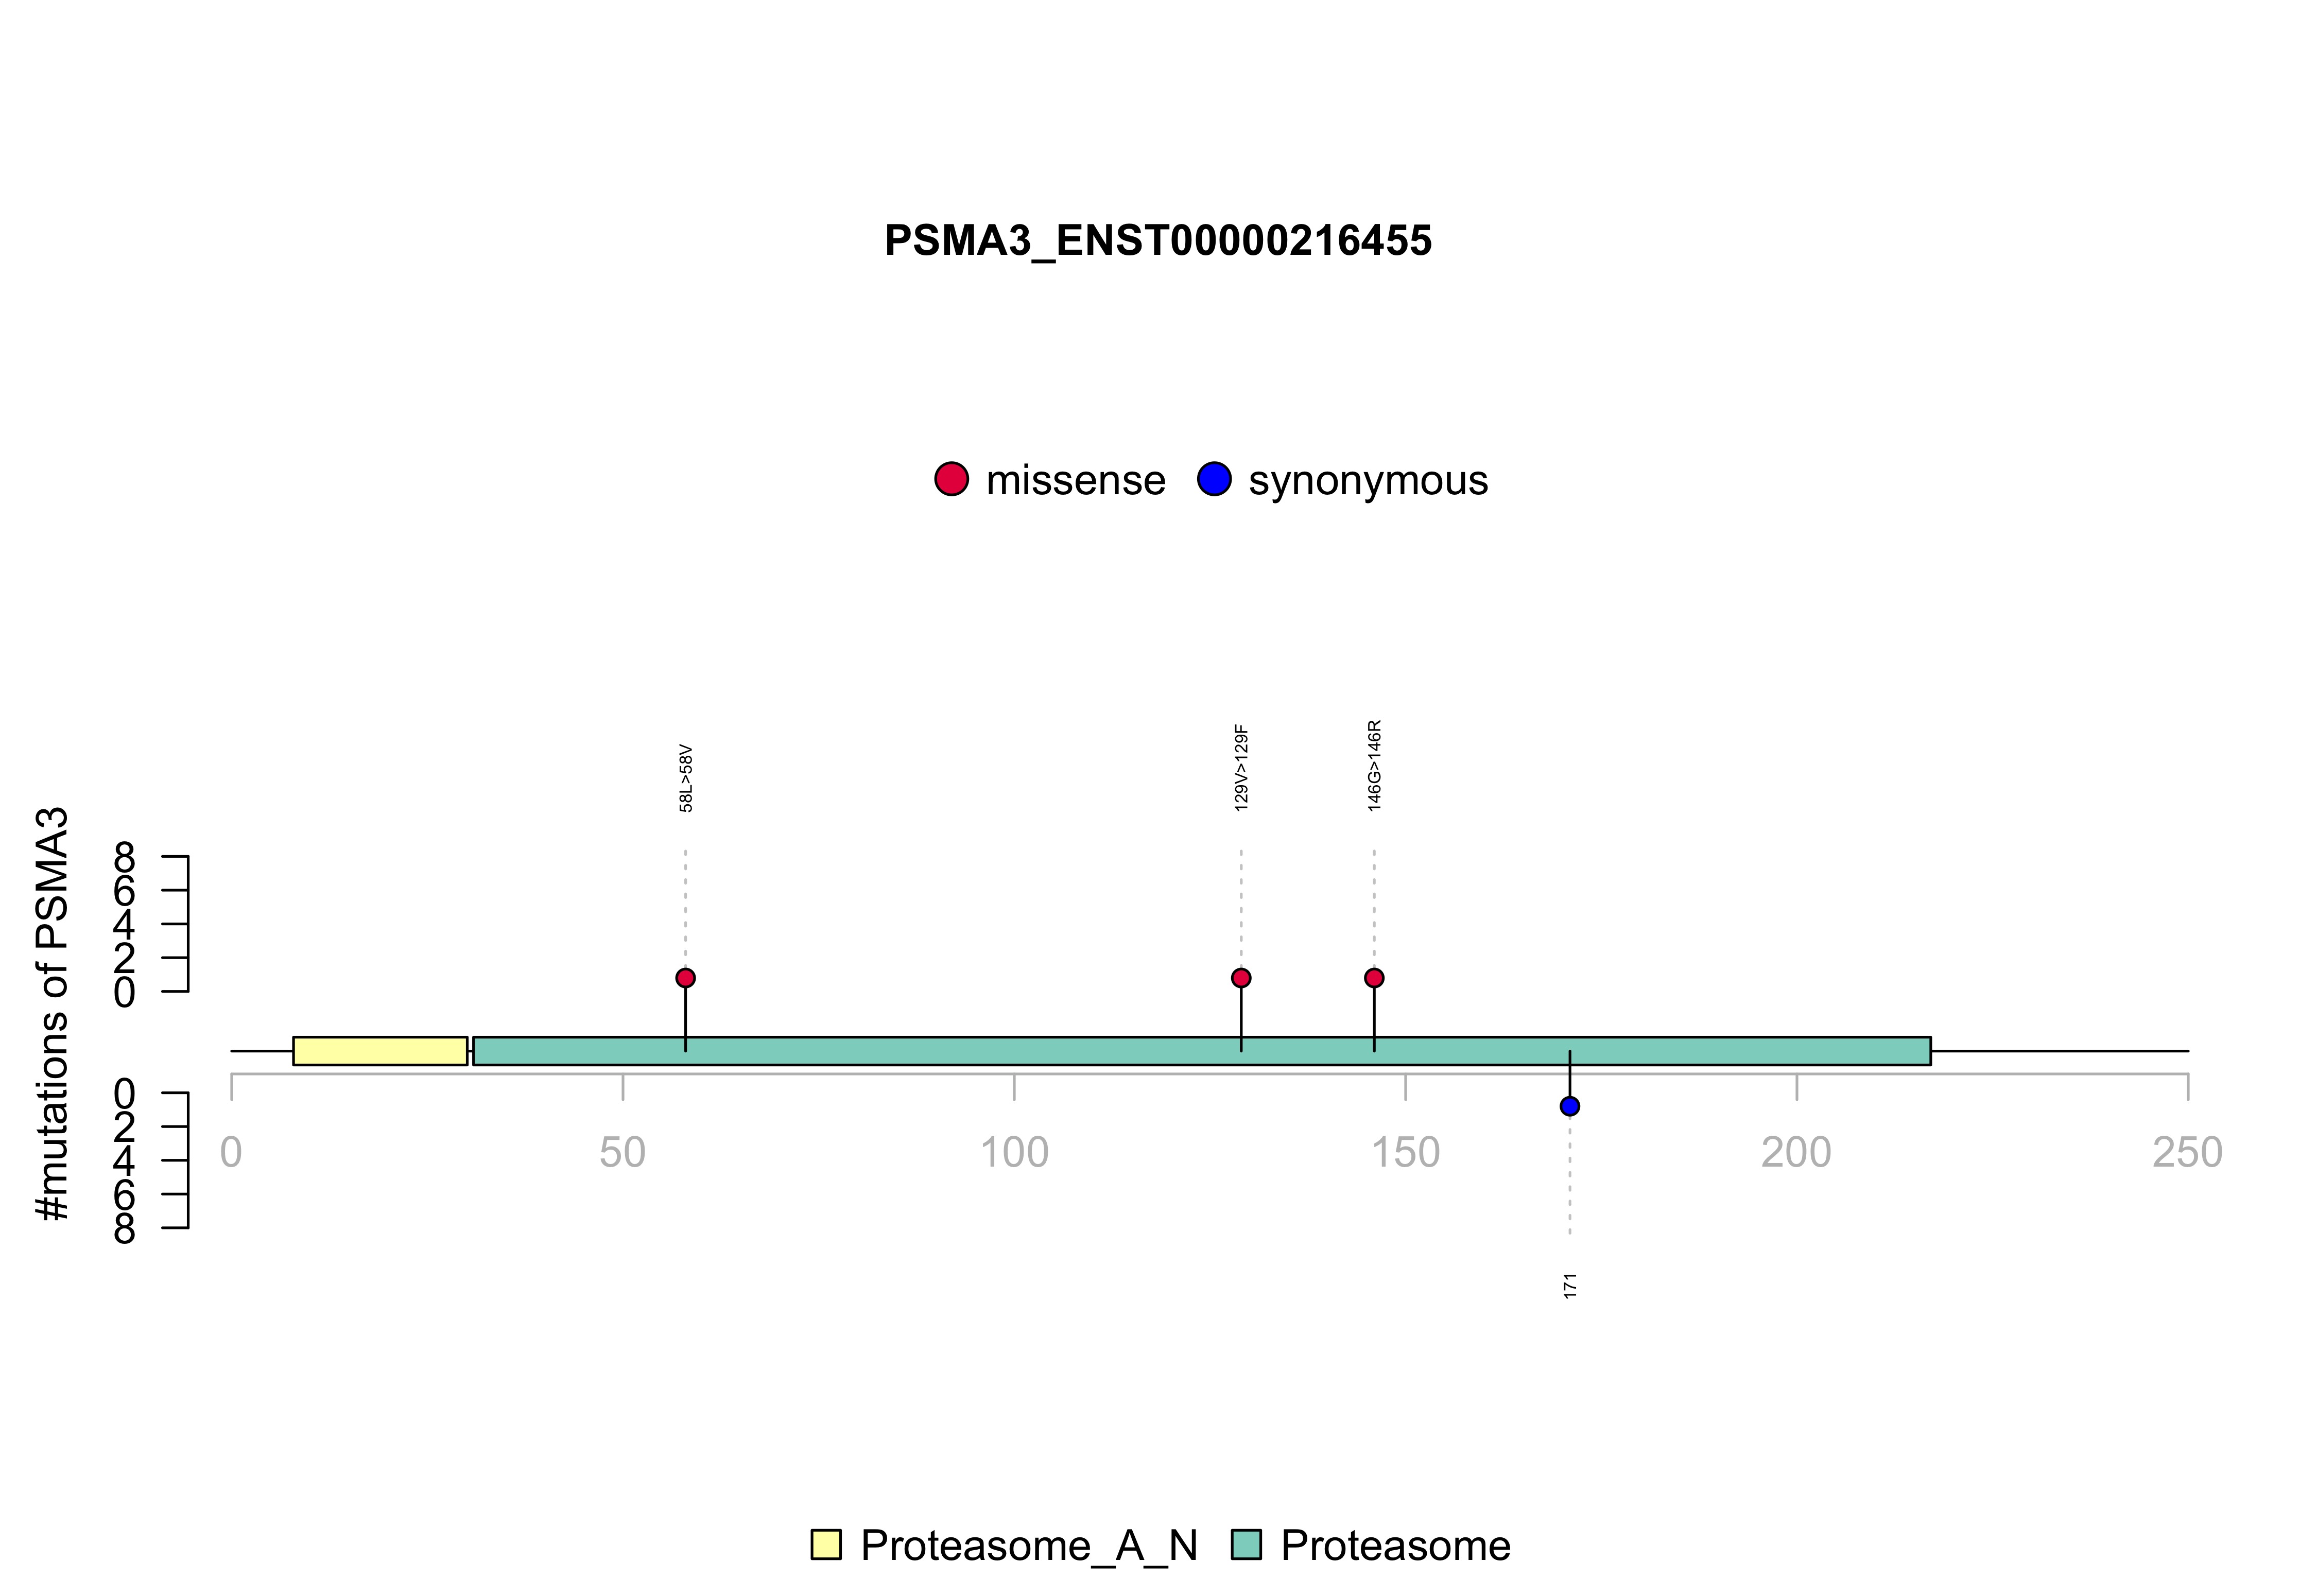 PSMA3_ENST00000216455
missense synonymous
58L>58V 129V>129F 146G>146R
#mutations of PSMA3
8
6
4
2
0
0
2
4
6
8
0 50 100 150 200 250
171
Proteasome_A_N Proteasome